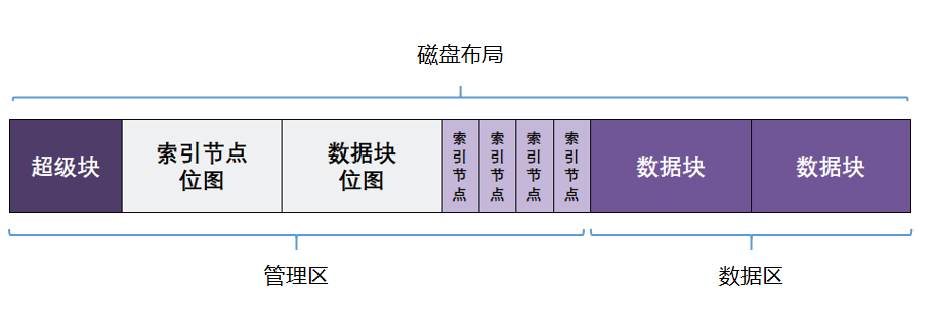 磁盘布局
超级块
索引节点
位图
数据块
位图
索引节点
索引节点
索引节点
索引节点
数据块
数据块
管理区
数据区